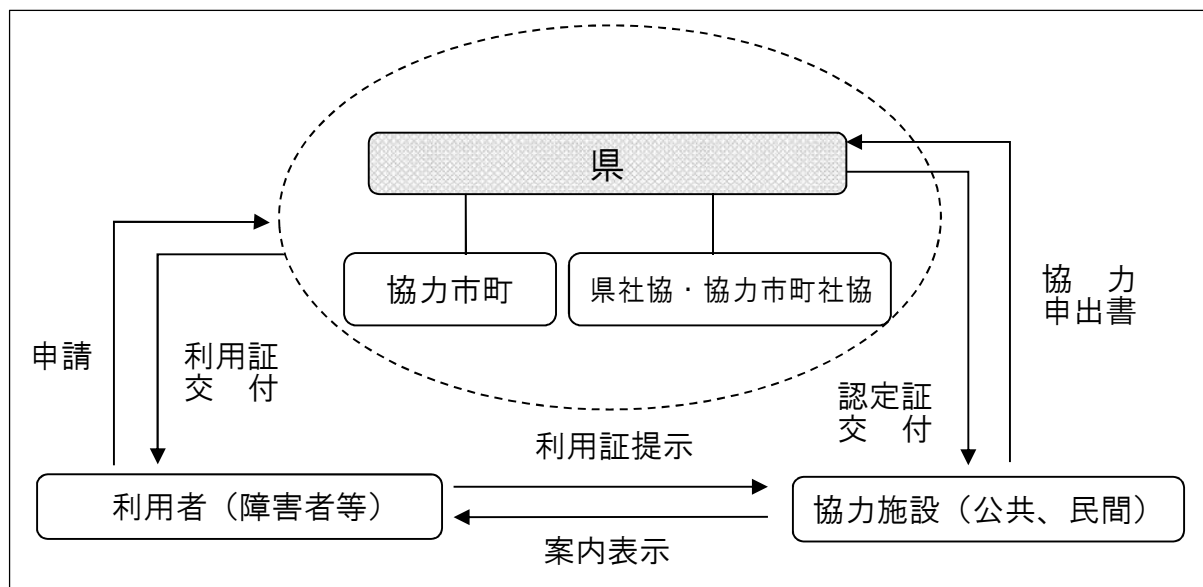 県
協力市町
県社協・協力市町社協
協　力
申出書
申請
利用証
交　付
認定証
交　付
利用証提示
利用者（障害者等）
協力施設（公共、民間）
案内表示